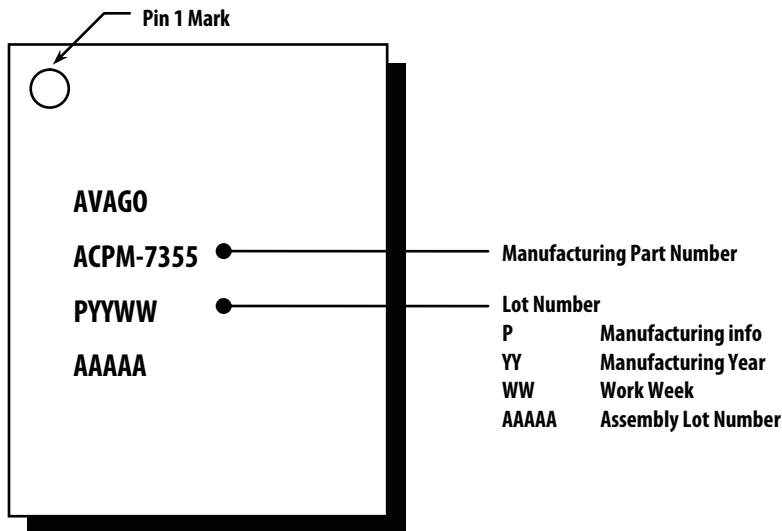 Pin 1 Mark
AVAGO
ACPM-7355
Manufacturing Part Number
PYYWW
AAAAA
Lot Number
P Manufacturing info
YY Manufacturing Year
WW Work Week
AAAAA Assembly Lot Number